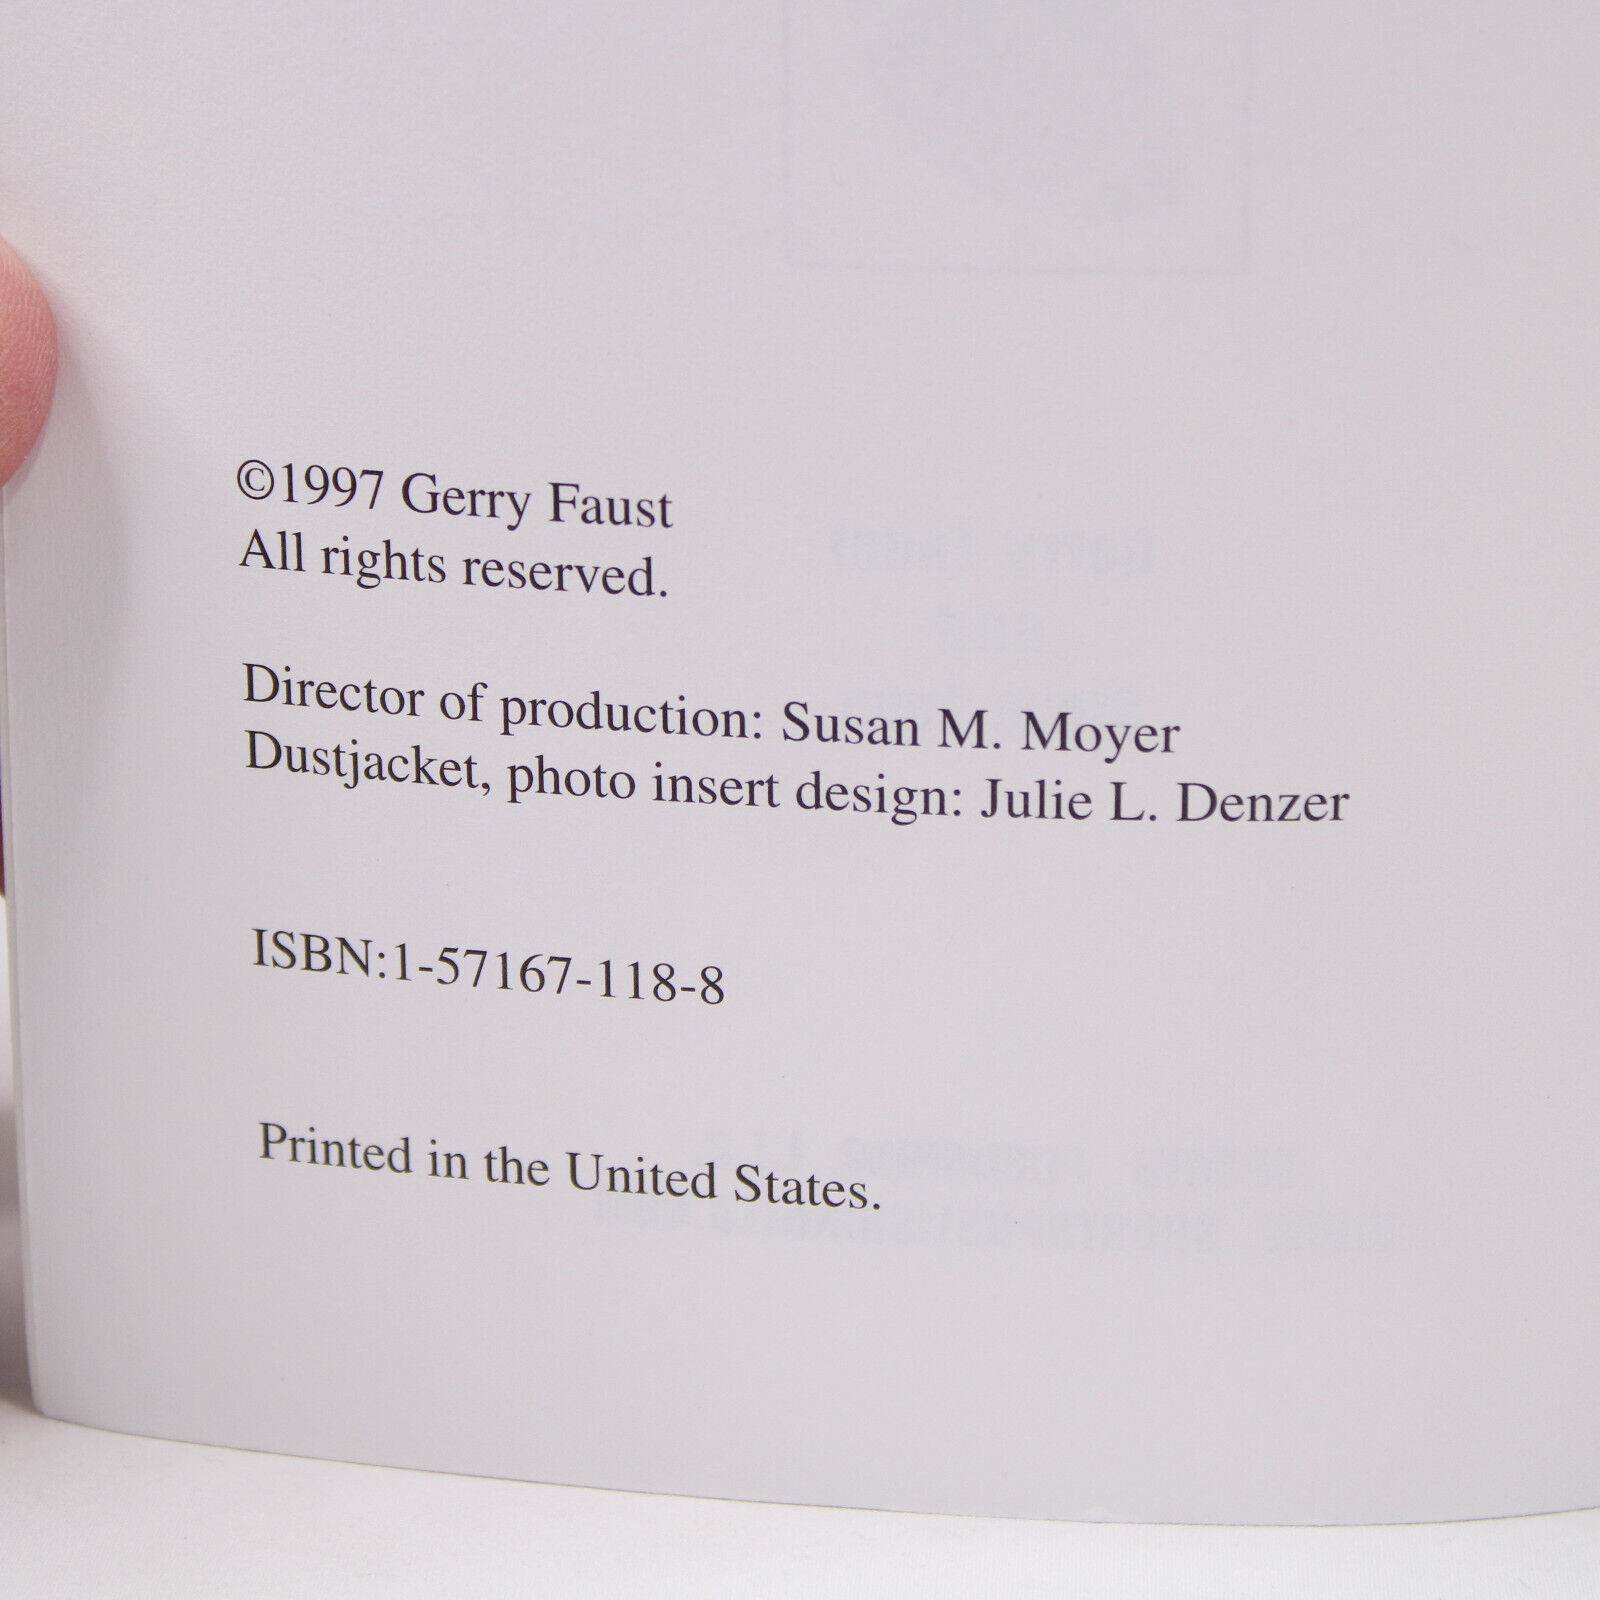 ©1997 Gerry Faust
All rights reserved.
Director of production: Susan M. Moyer
Dustjacket, photo insert design: Julie L. Denzer
ISBN:1-57167-118-8
Printed in the United States.